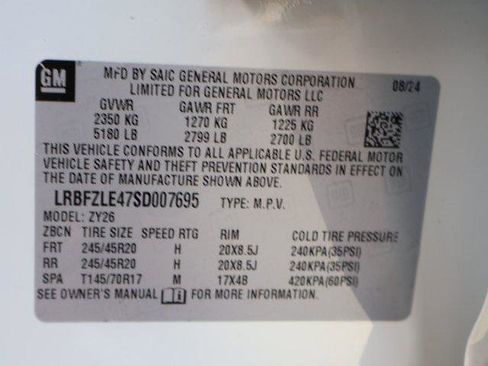 GM
MFD BY SAIC GENERAL MOTORS CORPORATION
LIMITED FOR GENERAL MOTORS LLC
08/24
GVWR GAWR FRT GAWR RR
2350 KG 1270 KG 1225 KG
5180 LB 2799 LB 2700 LB
THIS VEHICLE CONFORMS TO ALL APPLICABLE U.S. FEDERAL MOTOR
VEHICLE SAFETY AND THEFT PREVENTION STANDARDS IN EFFECT ON
THE DATE OF MANUFACTURE SHOWN ABOVE.
LRBFZLE47SD007695 TYPE: M.P.V.
MODEL: ZY26
ZBCN TIRE SIZE SPEED RTG RIM COLD TIRE PRESSURE
FRT 245/45R20 H 20X8.5J 240KPA(35PSI)
RR 245/45R20 H 20X8.5J 240KPA(35PSI)
SPA T145/70R17 M 17X4B 420KPA(60PSI)
SEE OWNER'S MANUAL FOR MORE INFORMATION.